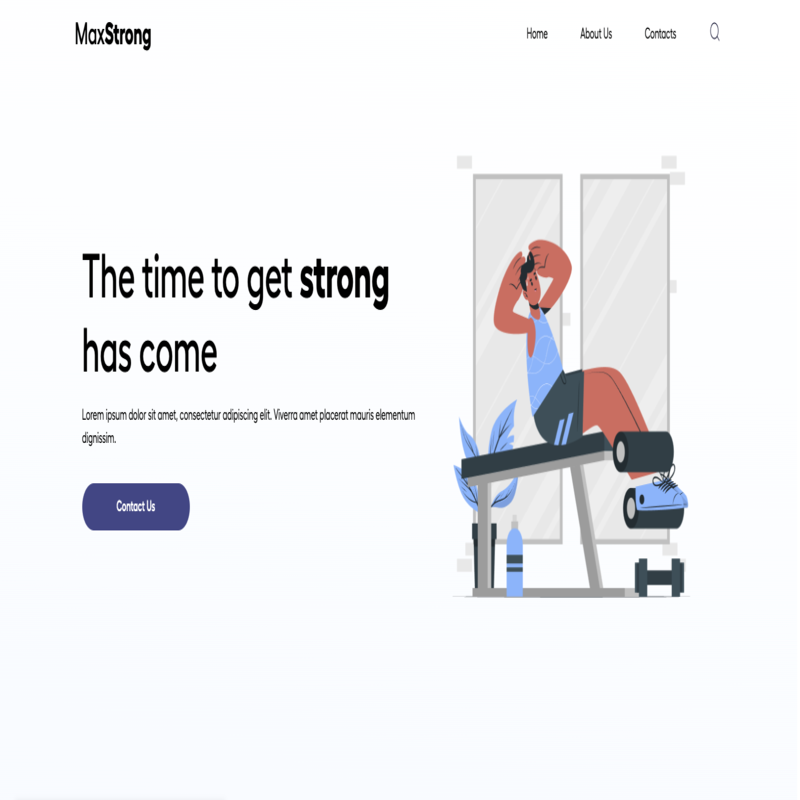 MaxStrong
Home About Us Contacts
The time to get strong
has come
Lorem ipsum dolor sit amet, consectetur adipiscing elit. Viverra amet placerat mauris elementum
dignissim.
Contact Us